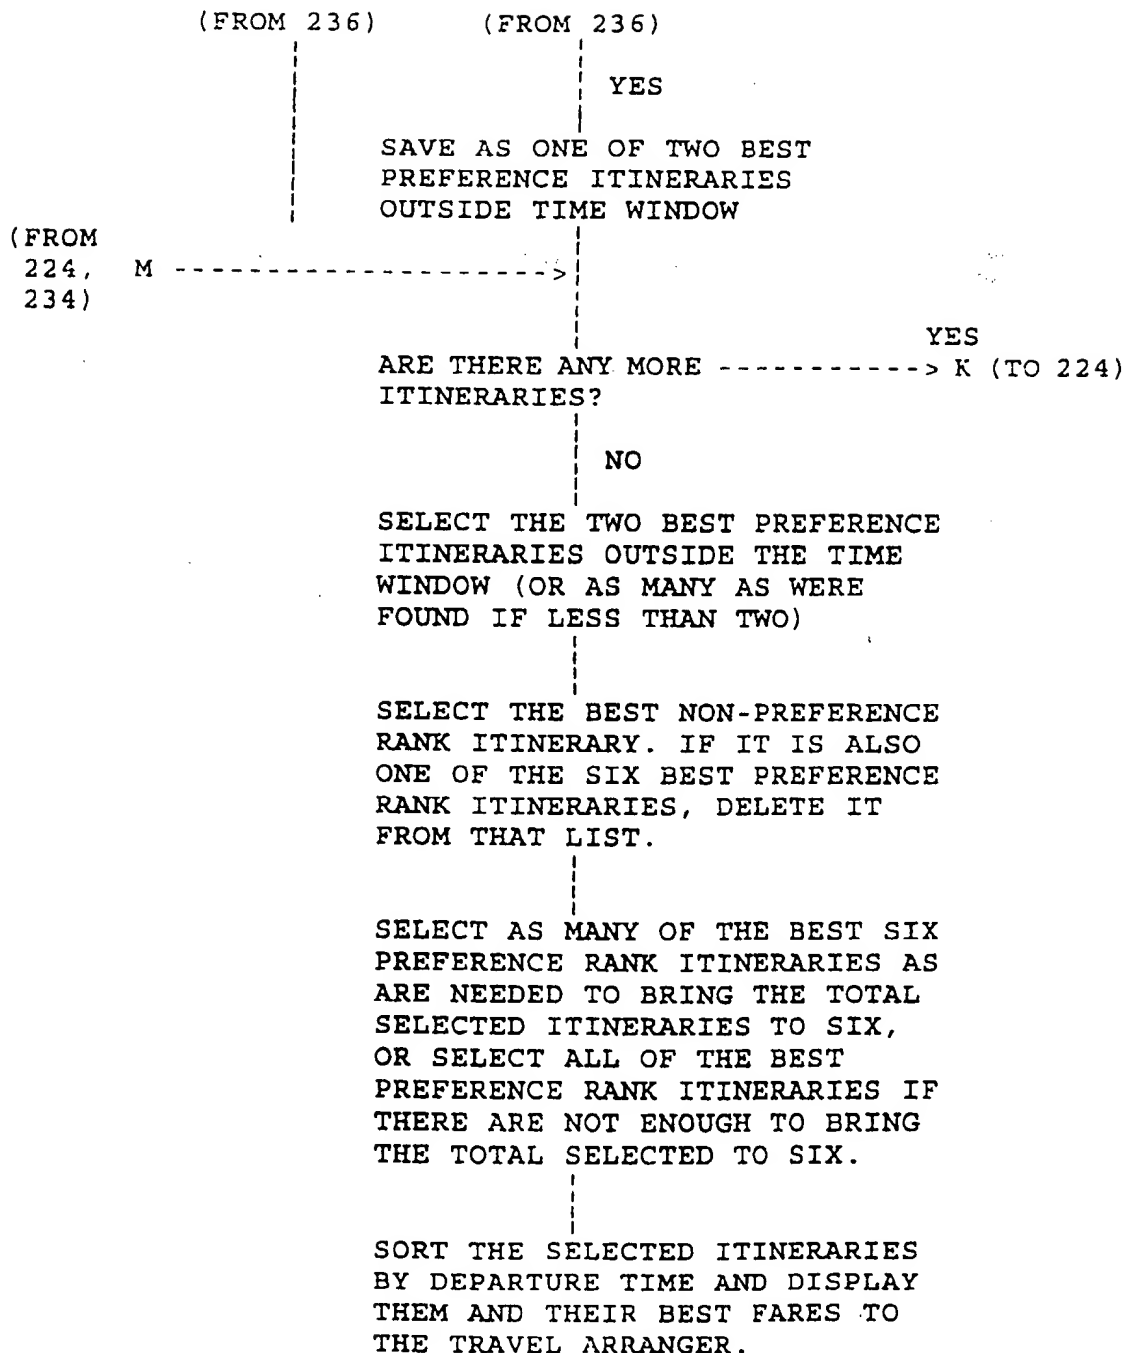 (FROM 236) (FROM 236)
YES
SAVE AS ONE OF TWO BEST
PREFERENCE ITINERARIES
OUTSIDE TIME WINDOW
(FROM
224, M
234)
YES
ARE THERE ANY MORE K (TO 224)
ITINERARIES?
NO
SELECT THE TWO BEST PREFERENCE
ITINERARIES OUTSIDE THE TIME
WINDOW (OR AS MANY AS WERE
FOUND IF LESS THAN TWO)
SELECT THE BEST NON-PREFERENCE
RANK ITINERARY. IF IT IS ALSO
ONE OF THE SIX BEST PREFERENCE
RANK ITINERARIES, DELETE IT
FROM THAT LIST.
SELECT AS MANY OF THE BEST SIX
PREFERENCE RANK ITINERARIES AS
ARE NEEDED TO BRING THE TOTAL
SELECTED ITINERARIES TO SIX,
OR SELECT ALL OF THE BEST
PREFERENCE RANK ITINERARIES IF
THERE ARE NOT ENOUGH TO BRING
THE TOTAL SELECTED TO SIX.
SORT THE SELECTED ITINERARIES
BY DEPARTURE TIME AND DISPLAY
THEM AND THEIR BEST FARES TO
THE TRAVEL ARRANGER.